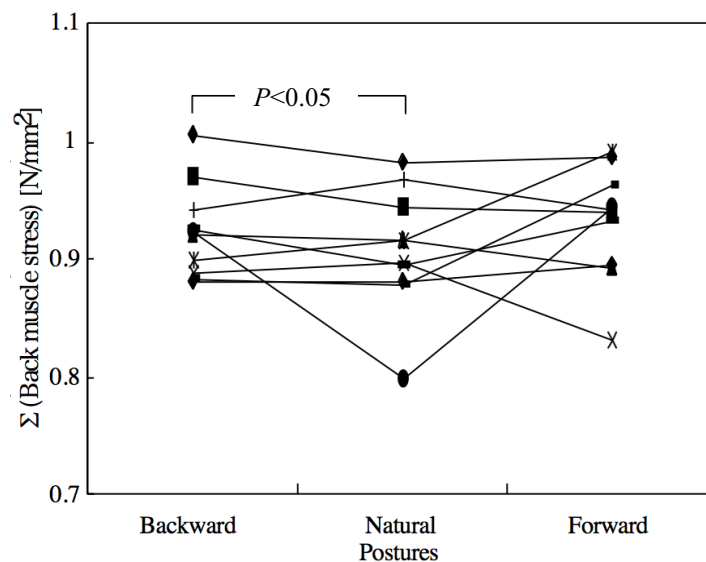 1.1
P<0.05
1
0.9
0.8
0.7
Σ (Back muscle stress) [N/mm2]
Backward
Natural
Forward
Postures